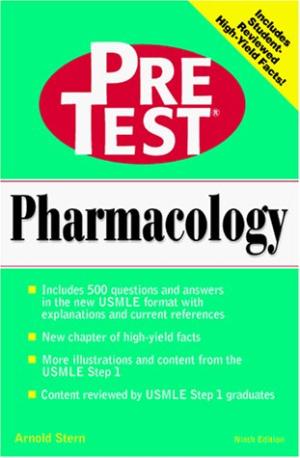 Includes
Student-
Reviewed
High-Yield Facts!
PRE
TEST®
Pharmacology
Includes 500 questions and answers
in the new USMLE format with
explanations and current references
New chapter of high-yield facts
More illustrations and content from the
USMLE Step 1
Content reviewed by USMLE Step 1 graduates
Arnold Stern
Ninth Edition